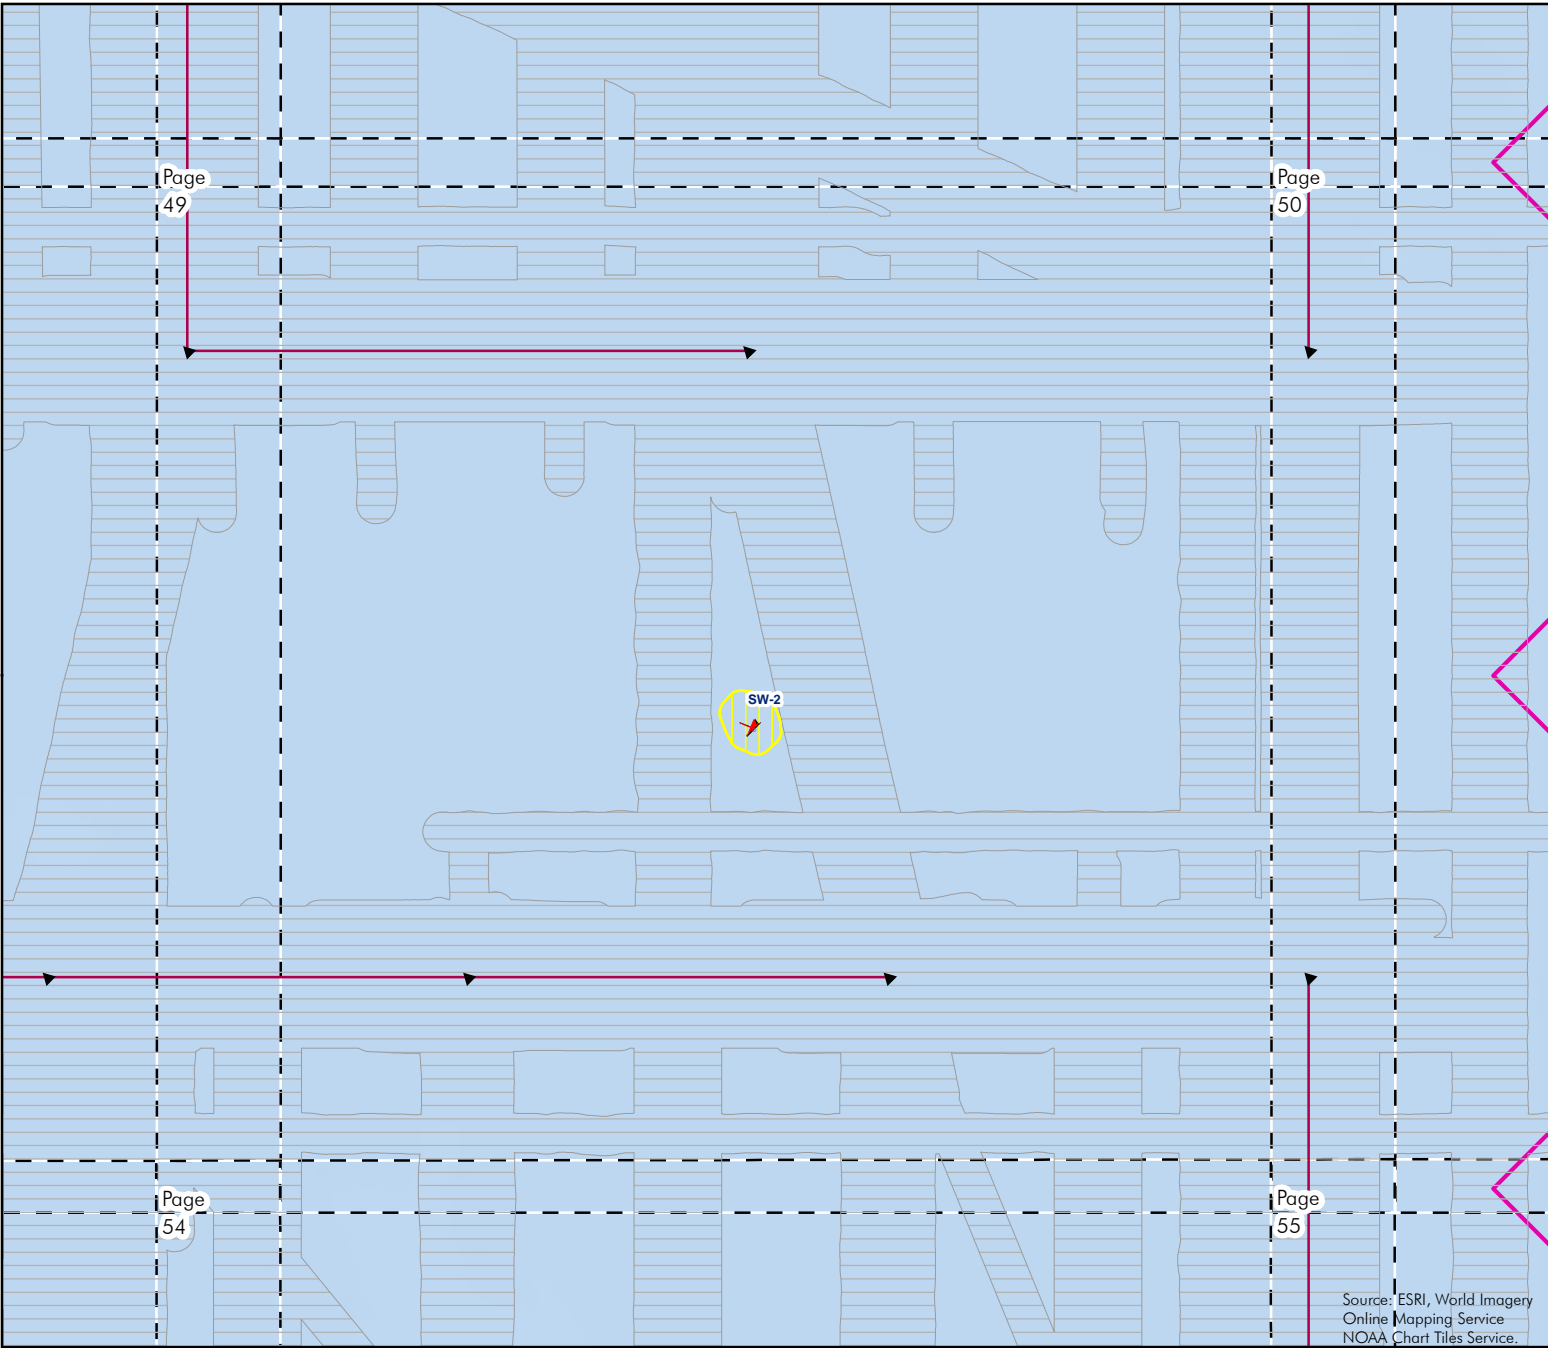 Page
49
Page
50
SW-2
Page
54
Page
55
Source: ESRI, World Imagery
Online Mapping Service
NOAA Chart Tiles Service.